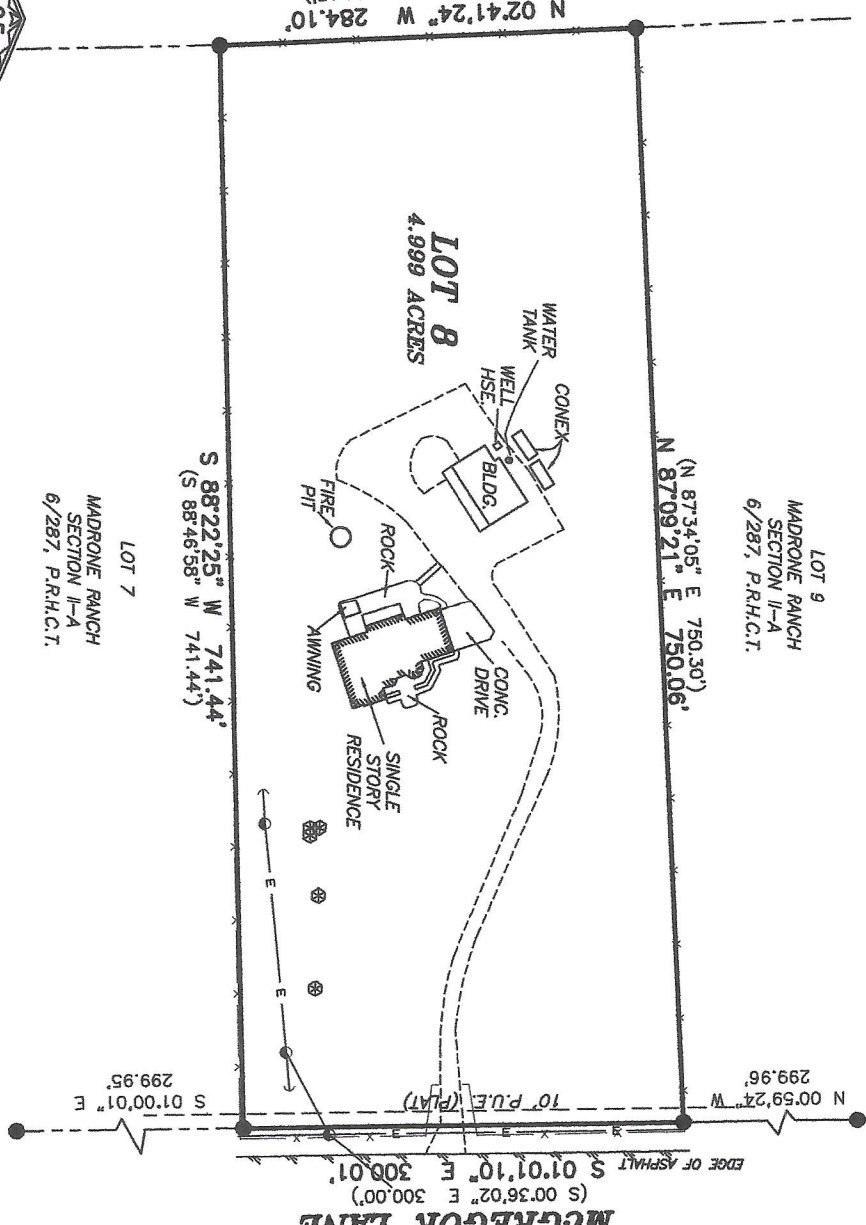 N 02°41'24" W 284.10'
LOT 8
4.999 ACRES
WATER
TANK
WELL
HSE.
CONEX
BLDG.
FIRE
PIT
ROCK
AWNING
CONC.
DRIVE
ROCK
SINGLE
STORY
RESIDENCE
LOT 9
MADRONE RANCH
SECTION II-A
6/287, P.R.H.C.T.
(N 87°34'05" E 750.30')
N 87°09'21" E 750.06'
S 88°22'25" W 741.44'
(S 88°46'58" W 741.44')
LOT 7
MADRONE RANCH
SECTION II-A
6/287, P.R.H.C.T.
E
E
E
E
E
10' P.U.E. (PLAT)
S 01°00'01" E
299.95'
N 00°59'24" W
299.96'
EDGE OF ASPHALT
S 01°01'10" E 300.01'
(S 00°36'02" E 300.00')
MCGREGOR LANE